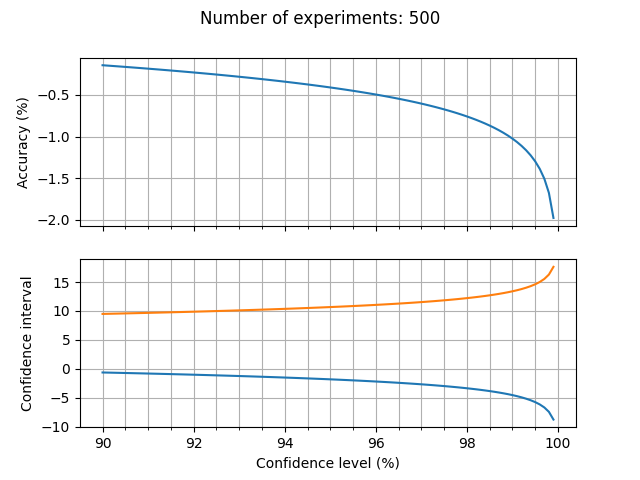 Number of experiments: 500
Accuracy (%)
−0.5
−1.0
−1.5
−2.0
Confidence interval
15
10
5
0
−5
−10
90 92 94 96 98 100
Confidence level (%)